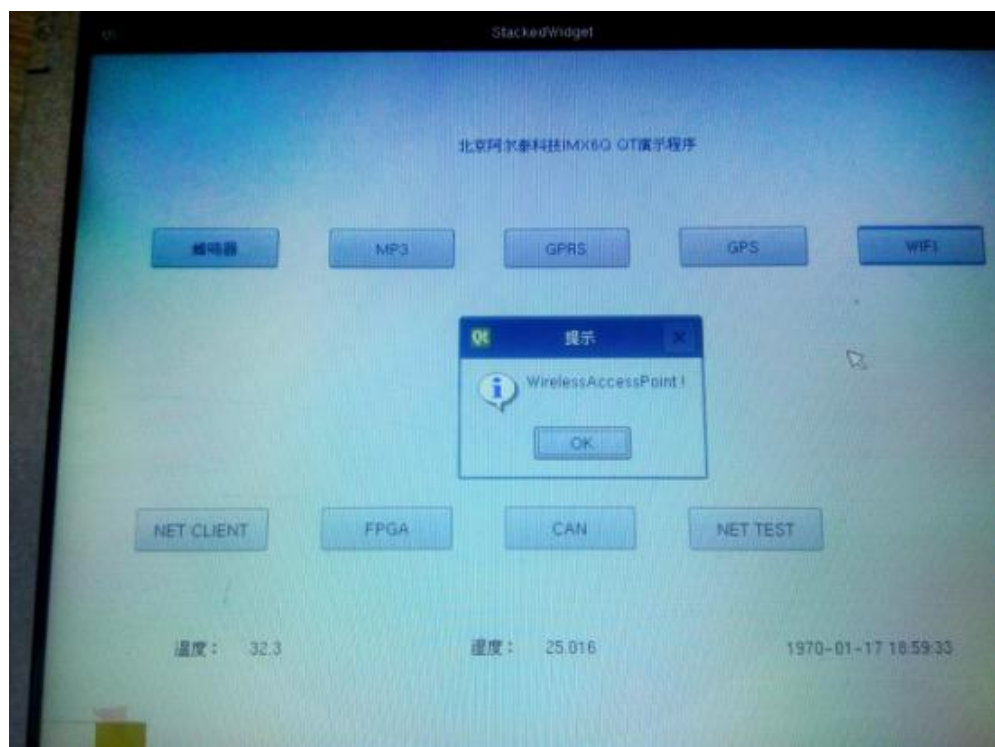 StackedWidget
北京阿尔泰科技IMX6Q QT演示程序
蜂鸣器 MP3 GPRS GPS WIFI
Qt 提示
WirelessAccessPoint !
OK
NET CLIENT FPGA CAN NET TEST
温度： 32.3 湿度： 25.016 1970-01-17 18:59:33